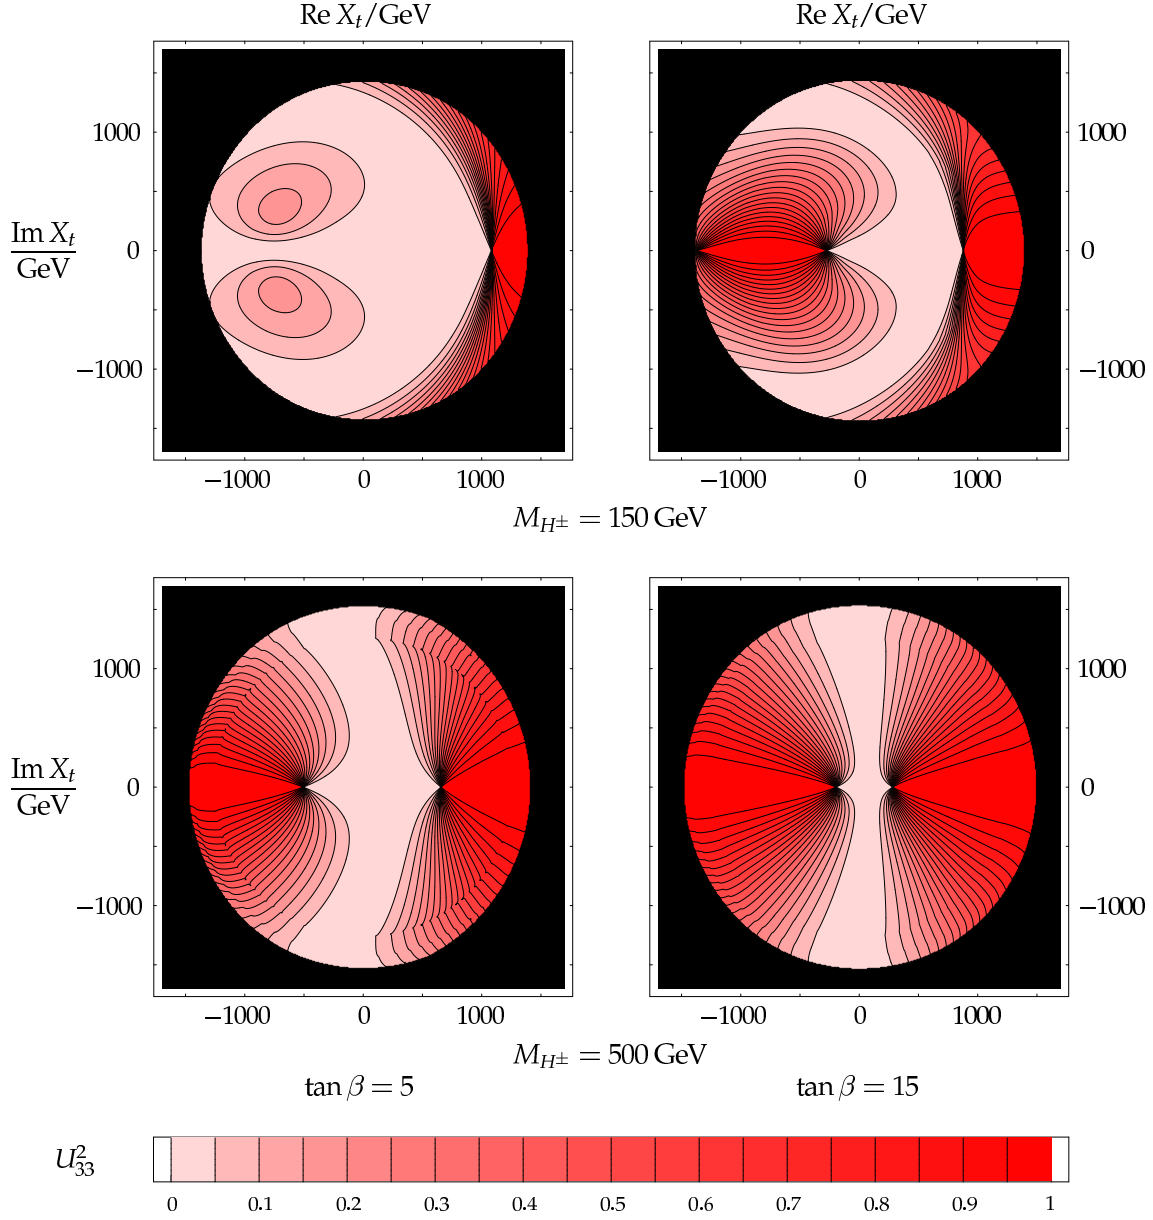 Re X_t/GeV Re X_t/GeV
1000 1000
Im X_t
GeV
0 0
−1000 −1000
−1000 0 1000 −1000 0 1000
M_{H^±} = 150 GeV
1000 1000
Im X_t
GeV
0 0
−1000 −1000
−1000 0 1000 −1000 0 1000
M_{H^±} = 500 GeV
tan β = 5 tan β = 15
U_{33}^2
0 0.1 0.2 0.3 0.4 0.5 0.6 0.7 0.8 0.9 1